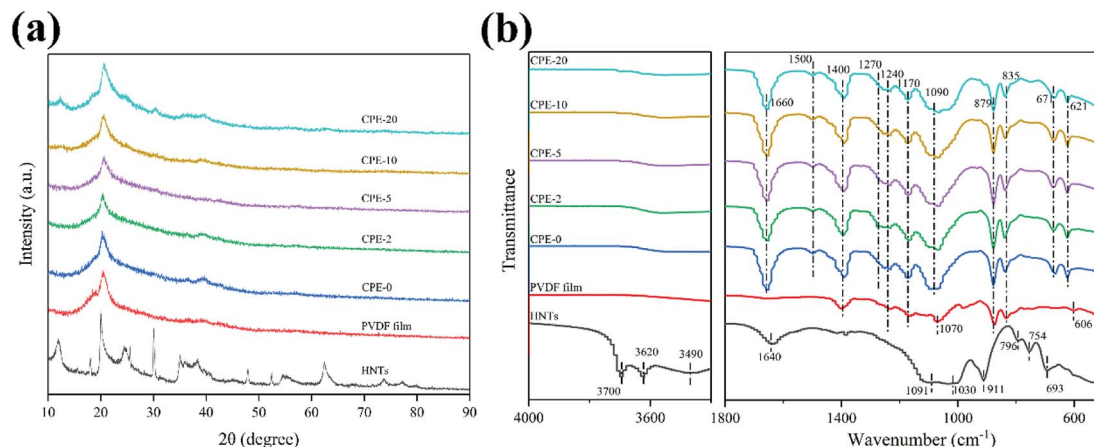 (a)
Intensity (a.u.)
CPE-20
CPE-10
CPE-5
CPE-2
CPE-0
PVDF film
HNTs
10 20 30 40 50 60 70 80 90
2θ (degree)
(b)
Transmittance
CPE-20
CPE-10
CPE-5
CPE-2
CPE-0
PVDF film
HNTs
3700
3620
3490
4000 3600
1500
1400
1270
1240
1170
1090
835
1660
879
671
621
1070
606
1640
1091
1030
911
796
754
693
1800 1400 1000 600
Wavenumber (cm⁻¹)